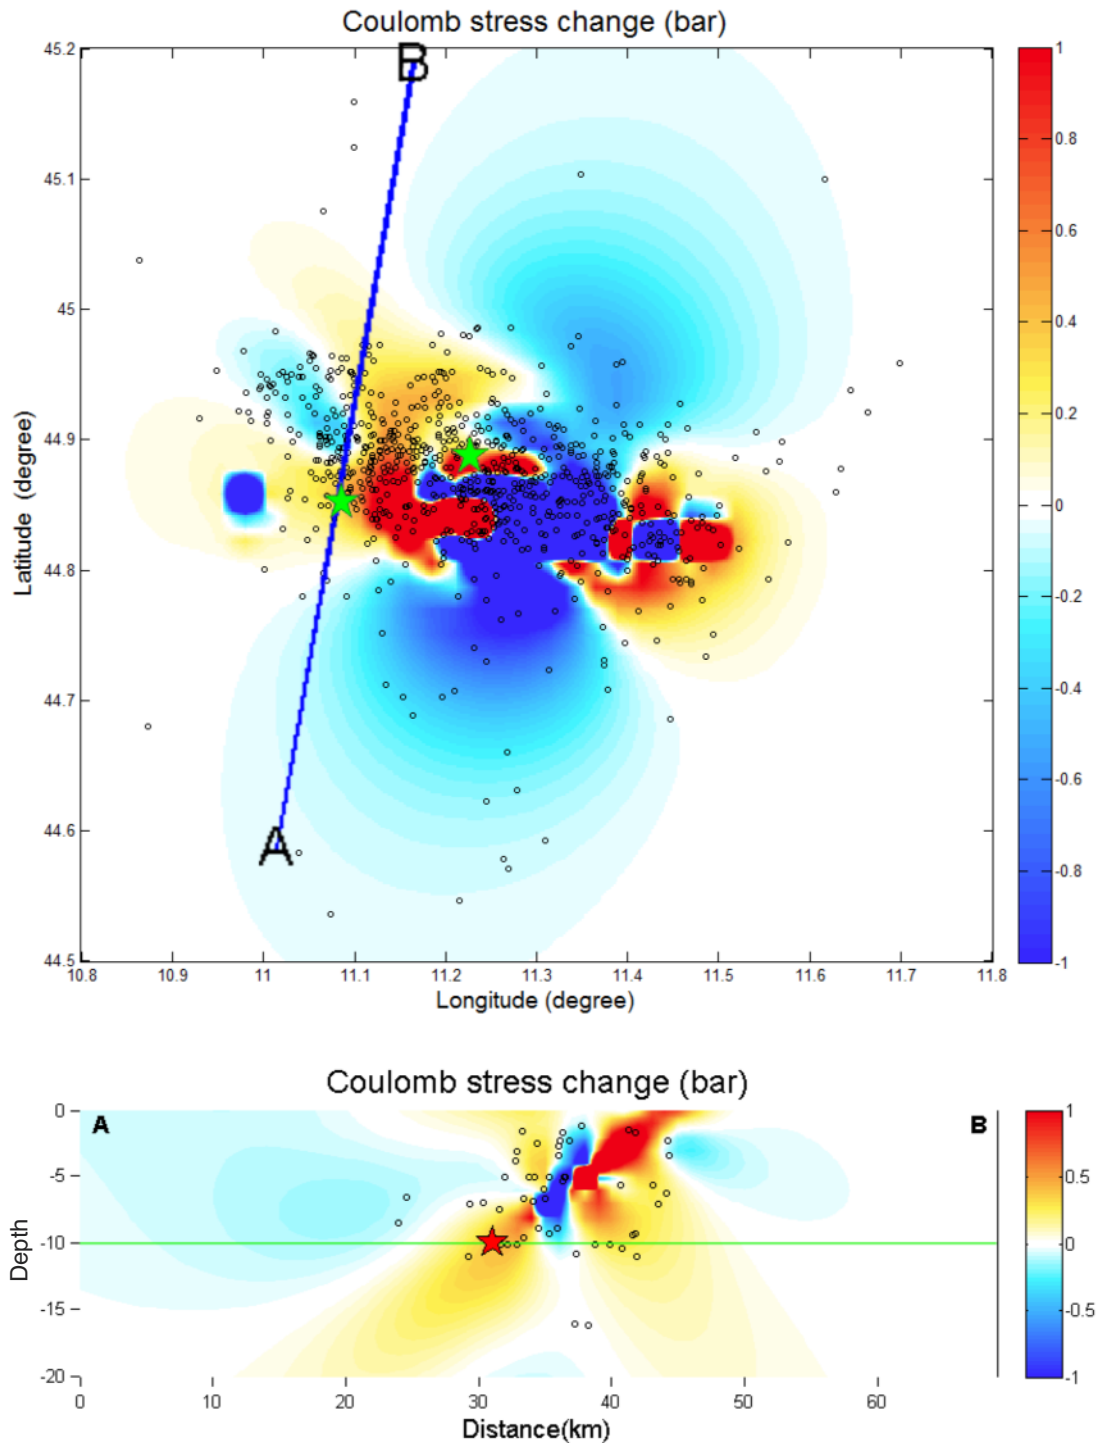 Coulomb stress change (bar)
45.2
45.1
45
44.9
44.8
44.7
44.6
44.5
Latitude (degree)
B
A
10.8 10.9 11 11.1 11.2 11.3 11.4 11.5 11.6 11.7 11.8
Longitude (degree)
1
0.8
0.6
0.4
0.2
0
-0.2
-0.4
-0.6
-0.8
-1
Coulomb stress change (bar)
A B
0
-5
-10
-15
-20
Depth
0 10 20 30 40 50 60
Distance(km)
1
0.5
0
-0.5
-1